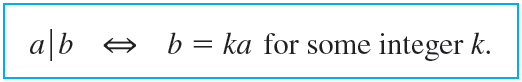 a|b ⇔ b = ka for some integer k.